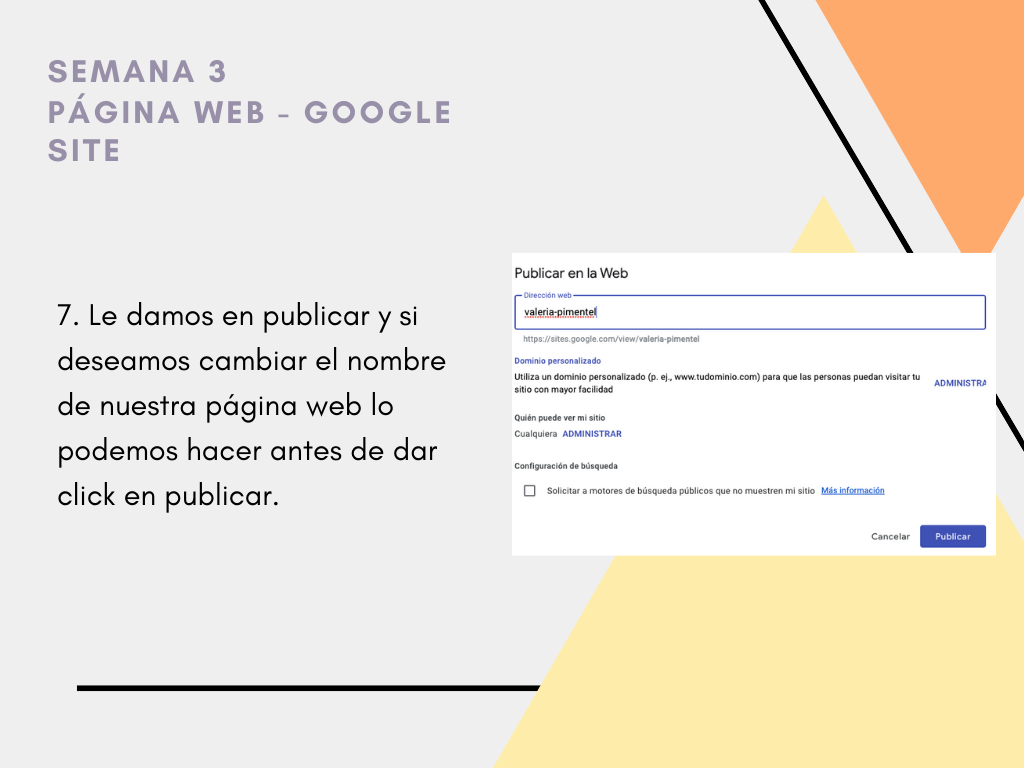 SEMANA 3
PÁGINA WEB - GOOGLE
SITE
7. Le damos en publicar y si
deseamos cambiar el nombre
de nuestra página web lo
podemos hacer antes de dar
click en publicar.
Publicar en la Web
Dirección web
valeria-pimentel
https://sites.google.com/view/valeria-pimentel
Dominio personalizado
Utiliza un dominio personalizado (p. ej., www.tudominio.com) para que las personas puedan visitar tu
sitio con mayor facilidad
ADMINISTRA
Quién puede ver mi sitio
Cualquiera ADMINISTRAR
Configuración de búsqueda
Solicitar a motores de búsqueda públicos que no muestren mi sitio Más información
Cancelar Publicar